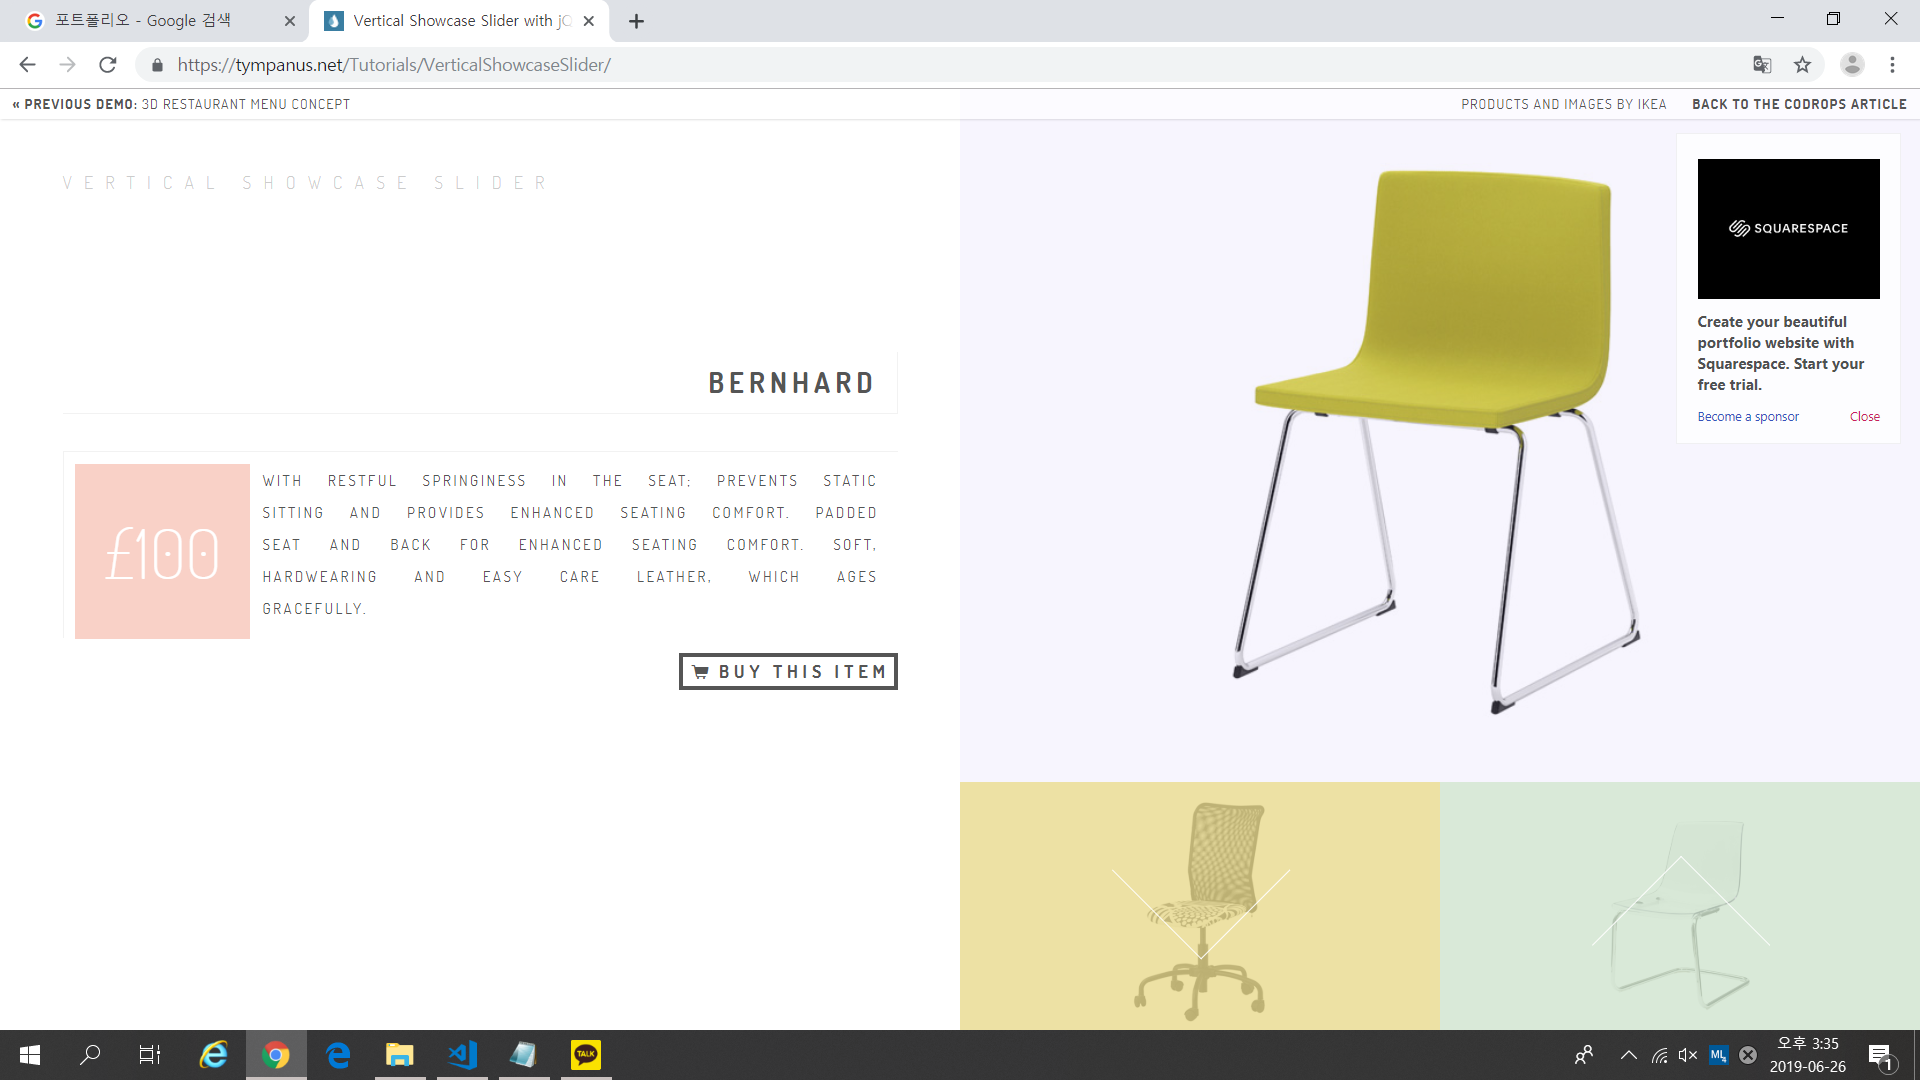 포트폴리오 - Google 검색
Vertical Showcase Slider with jQ
https://tympanus.net/Tutorials/VerticalShowcaseSlider/
« PREVIOUS DEMO: 3D RESTAURANT MENU CONCEPT
PRODUCTS AND IMAGES BY IKEA
BACK TO THE CODROPS ARTICLE
VERTICAL SHOWCASE SLIDER
SQUARESPACE
Create your beautiful
portfolio website with
Squarespace. Start your
free trial.
Become a sponsor
Close
BERNHARD
£100
WITH RESTFUL SPRINGINESS IN THE SEAT; PREVENTS STATIC
SITTING AND PROVIDES ENHANCED SEATING COMFORT. PADDED
SEAT AND BACK FOR ENHANCED SEATING COMFORT. SOFT,
HARDWEARING AND EASY CARE LEATHER, WHICH AGES
GRACEFULLY.
BUY THIS ITEM
TALK
ML
오후 3:35
2019-06-26
1